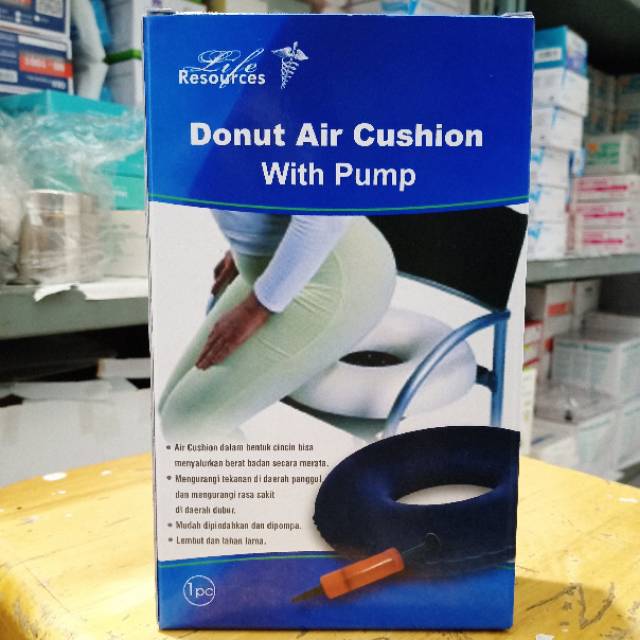 Life
Resources
Donut Air Cushion
With Pump
• Air Cushion dalam bentuk cincin bisa
menyalurkan berat badan secara merata.
• Mengurangi tekanan di daerah panggul
dan mengurangi rasa sakit
di daerah dubur.
• Mudah dipindahkan dan dipompa.
• Lembut dan tahan lama.
1pc